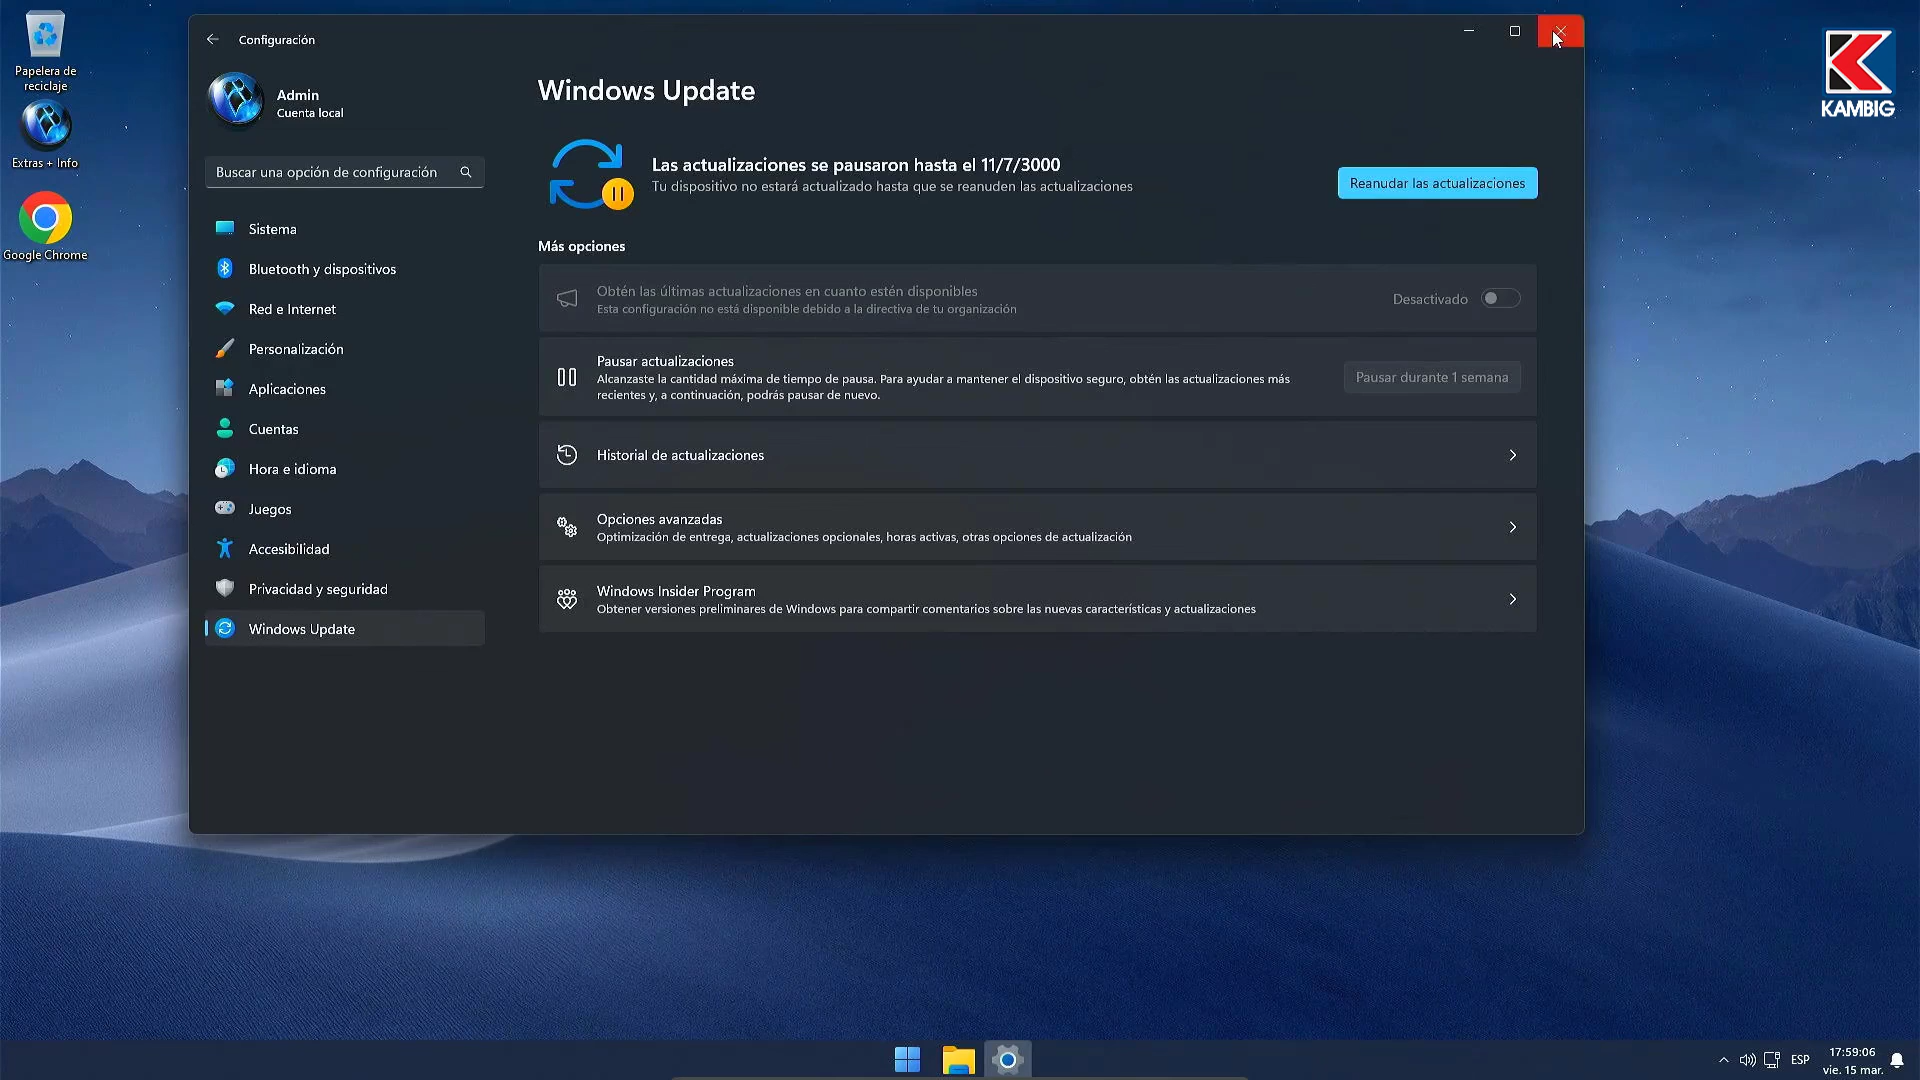 Papelera de
reciclaje
Extras + Info
Google Chrome
Configuración
Admin
Cuenta local
Buscar una opción de configuración
Sistema
Bluetooth y dispositivos
Red e Internet
Personalización
Aplicaciones
Cuentas
Hora e idioma
Juegos
Accesibilidad
Privacidad y seguridad
Windows Update
Windows Update
Las actualizaciones se pausaron hasta el 11/7/3000
Tu dispositivo no estará actualizado hasta que se reanuden las actualizaciones
Reanudar las actualizaciones
Más opciones
Obtén las últimas actualizaciones en cuanto estén disponibles
Esta configuración no está disponible debido a la directiva de tu organización
Desactivado
Pausar actualizaciones
Alcanzaste la cantidad máxima de tiempo de pausa. Para ayudar a mantener el dispositivo seguro, obtén las actualizaciones más
recientes y, a continuación, podrás pausar de nuevo.
Pausar durante 1 semana
Historial de actualizaciones
Opciones avanzadas
Optimización de entrega, actualizaciones opcionales, horas activas, otras opciones de actualización
Windows Insider Program
Obtener versiones preliminares de Windows para compartir comentarios sobre las nuevas características y actualizaciones
KAMBIG
ESP
17:59:06
vie. 15 mar.